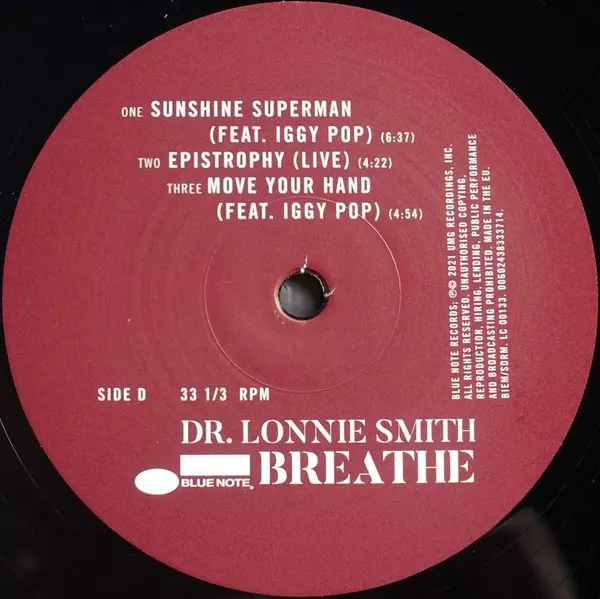 ONE SUNSHINE SUPERMAN
(FEAT. IGGY POP) (6:37)
TWO EPISTROPHY (LIVE) (4:22)
THREE MOVE YOUR HAND
(FEAT. IGGY POP) (4:54)
SIDE D 33 1/3 RPM
DR. LONNIE SMITH
BREATHE
BLUE NOTE.
BLUE NOTE RECORDS; ℗© 2021 UMG RECORDINGS, INC.
ALL RIGHTS RESERVED. UNAUTHORISED COPYING,
REPRODUCTION, HIRING, LENDING, PUBLIC PERFORMANCE
AND BROADCASTING PROHIBITED. MADE IN THE EU.
BIEM/SDRM. LC 00133. 00602438333714.